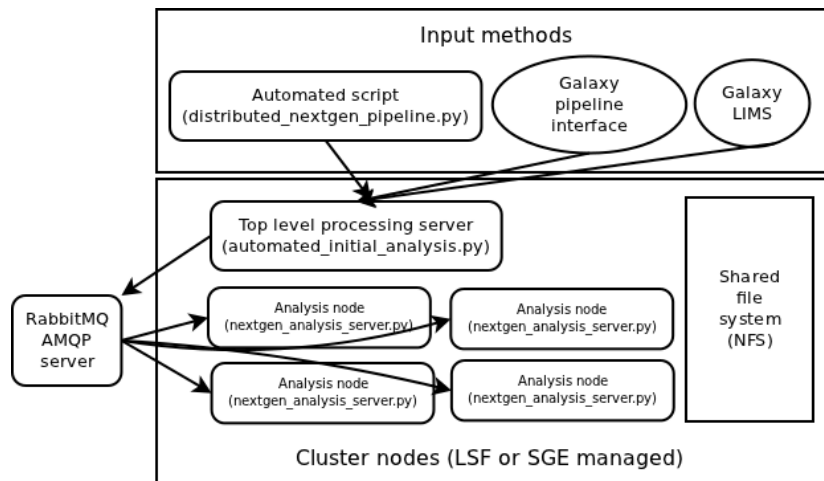 Input methods
Automated script
(distributed_nextgen_pipeline.py)
Galaxy
pipeline
interface
Galaxy
LIMS
Top level processing server
(automated_initial_analysis.py)
RabbitMQ
AMQP
server
Analysis node
(nextgen_analysis_server.py)
Analysis node
(nextgen_analysis_server.py)
Analysis node
(nextgen_analysis_server.py)
Analysis node
(nextgen_analysis_server.py)
Shared
file
system
(NFS)
Cluster nodes (LSF or SGE managed)